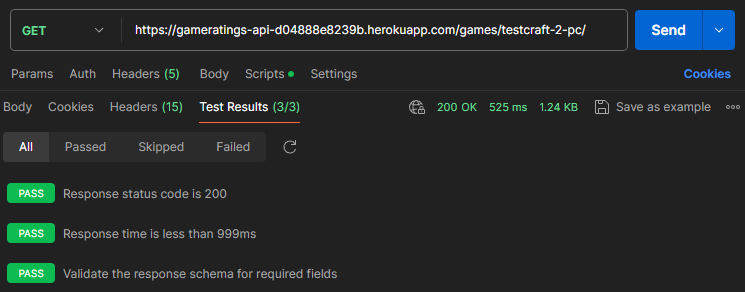 GET https://gameratings-api-d04888e8239b.herokuapp.com/games/testcraft-2-pc/ Send
Params Auth Headers (5) Body Scripts Settings Cookies
Body Cookies Headers (15) Test Results (3/3) 200 OK 525 ms 1.24 KB Save as example
All Passed Skipped Failed
PASS Response status code is 200
PASS Response time is less than 999ms
PASS Validate the response schema for required fields